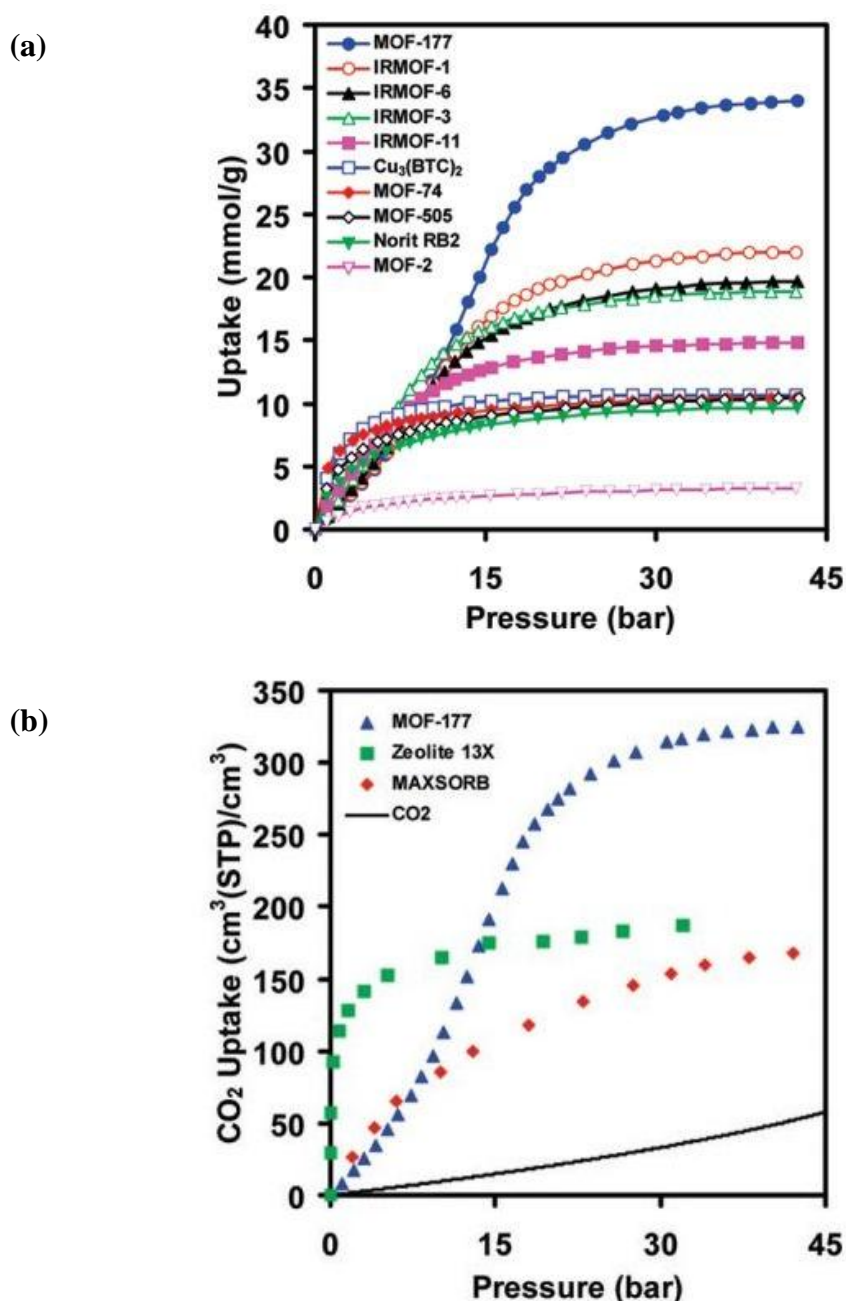 (a)
40
35
30
25
20
15
10
5
0
Uptake (mmol/g)
MOF-177
IRMOF-1
IRMOF-6
IRMOF-3
IRMOF-11
Cu₃(BTC)₂
MOF-74
MOF-505
Norit RB2
MOF-2
0 15 30 45
Pressure (bar)
(b)
350
300
250
200
150
100
50
0
CO₂ Uptake (cm³(STP)/cm³)
MOF-177
Zeolite 13X
MAXSORB
CO2
0 15 30 45
Pressure (bar)